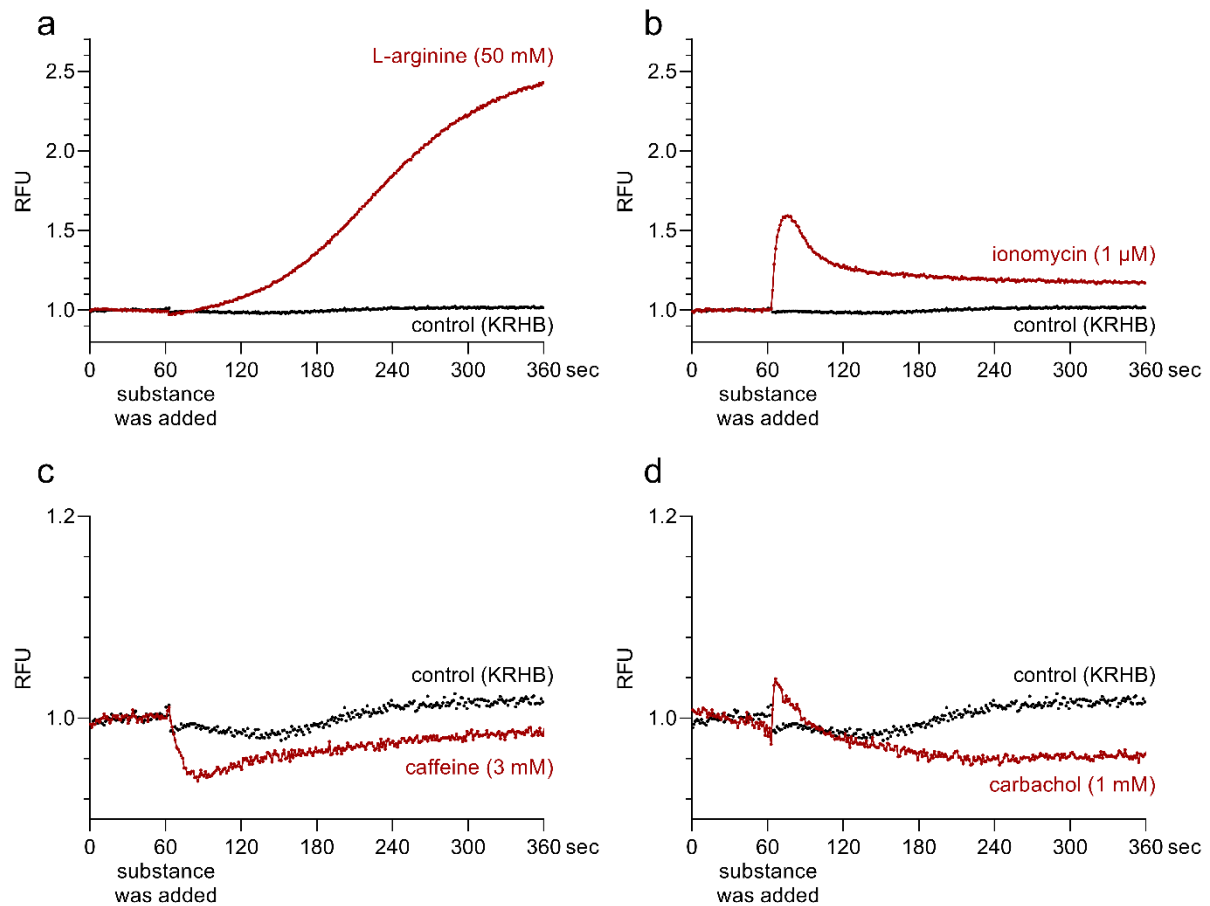 a
L-arginine (50 mM)
2.5
2.0
RFU
1.5
1.0
control (KRHB)
0
60
120
180
240
300
360 sec
substance
was added
b
2.5
2.0
RFU
1.5
ionomycin (1 µM)
1.0
control (KRHB)
0
60
120
180
240
300
360 sec
substance
was added
c
1.2
RFU
control (KRHB)
1.0
caffeine (3 mM)
0
60
120
180
240
300
360 sec
substance
was added
d
1.2
RFU
control (KRHB)
1.0
carbachol (1 mM)
0
60
120
180
240
300
360 sec
substance
was added